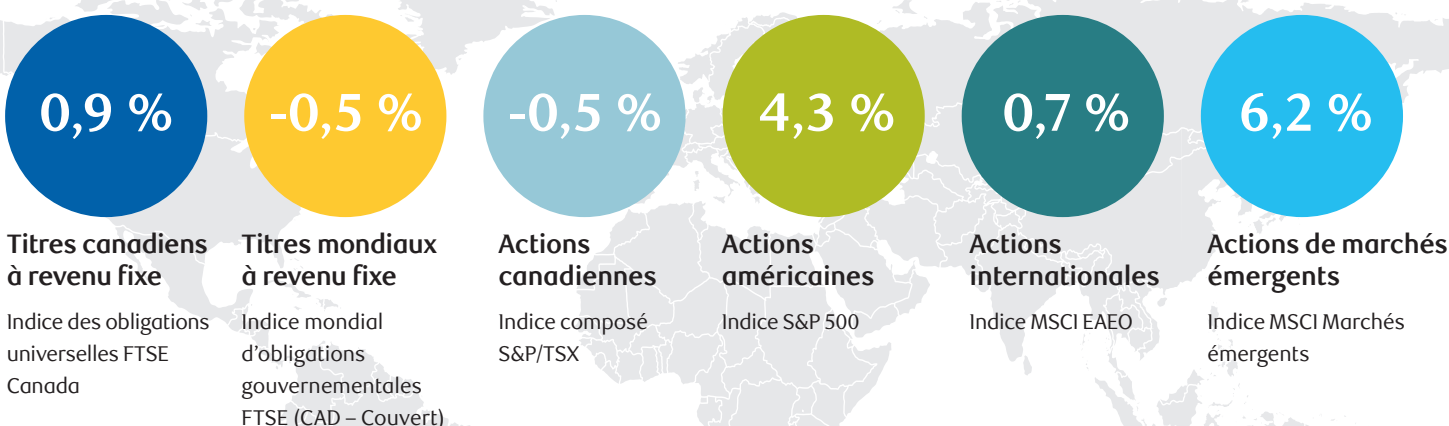 0,9 %
Titres canadiens
à revenu fixe
Indice des obligations
universelles FTSE
Canada
-0,5 %
Titres mondiaux
à revenu fixe
Indice mondial
d'obligations
gouvernementales
FTSE (CAD – Couvert)
-0,5 %
Actions
canadiennes
Indice composé
S&P/TSX
4,3 %
Actions
américaines
Indice S&P 500
0,7 %
Actions
internationales
Indice MSCI EAEO
6,2 %
Actions de marchés
émergents
Indice MSCI Marchés
émergents